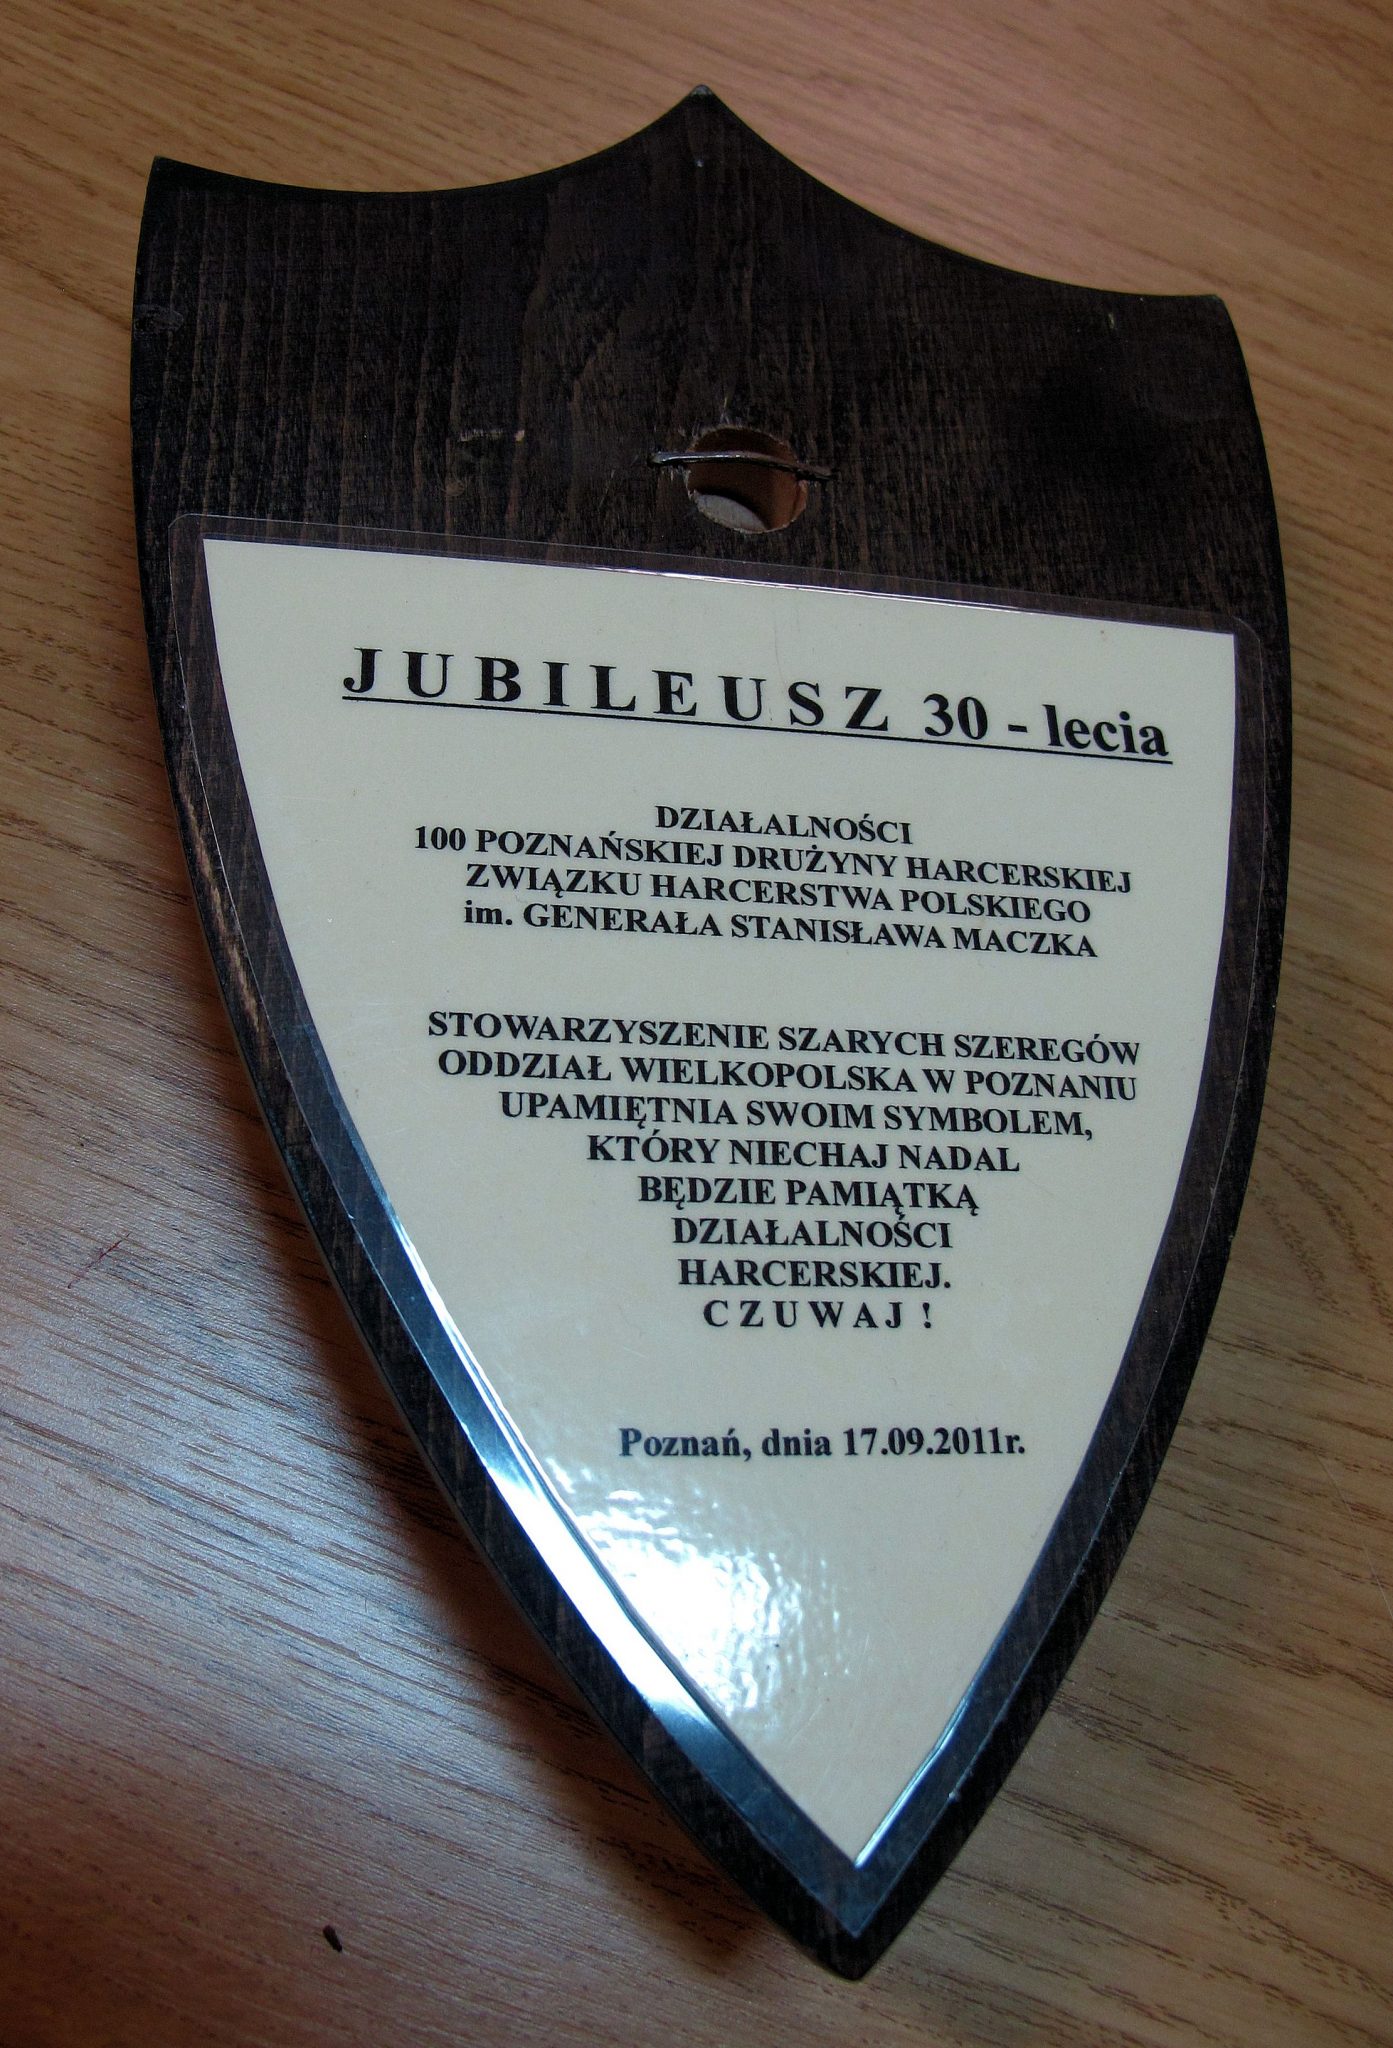 JUBILEUSZ 30 - lecia
DZIAŁALNOŚCI
100 POZNAŃSKIEJ DRUŻYNY HARCERSKIEJ
ZWIĄZKU HARCERSTWA POLSKIEGO
im. GENERAŁA STANISŁAWA MACZKA
STOWARZYSZENIE SZARYCH SZEREGÓW
ODDZIAŁ WIELKOPOLSKA W POZNANIU
UPAMIĘTNIA SWOIM SYMBOLEM,
KTÓRY NIECHAJ NADAL
BĘDZIE PAMIĄTKĄ
DZIAŁALNOŚCI
HARCERSKIEJ.
CZUWAJ !
Poznań, dnia 17.09.2011r.